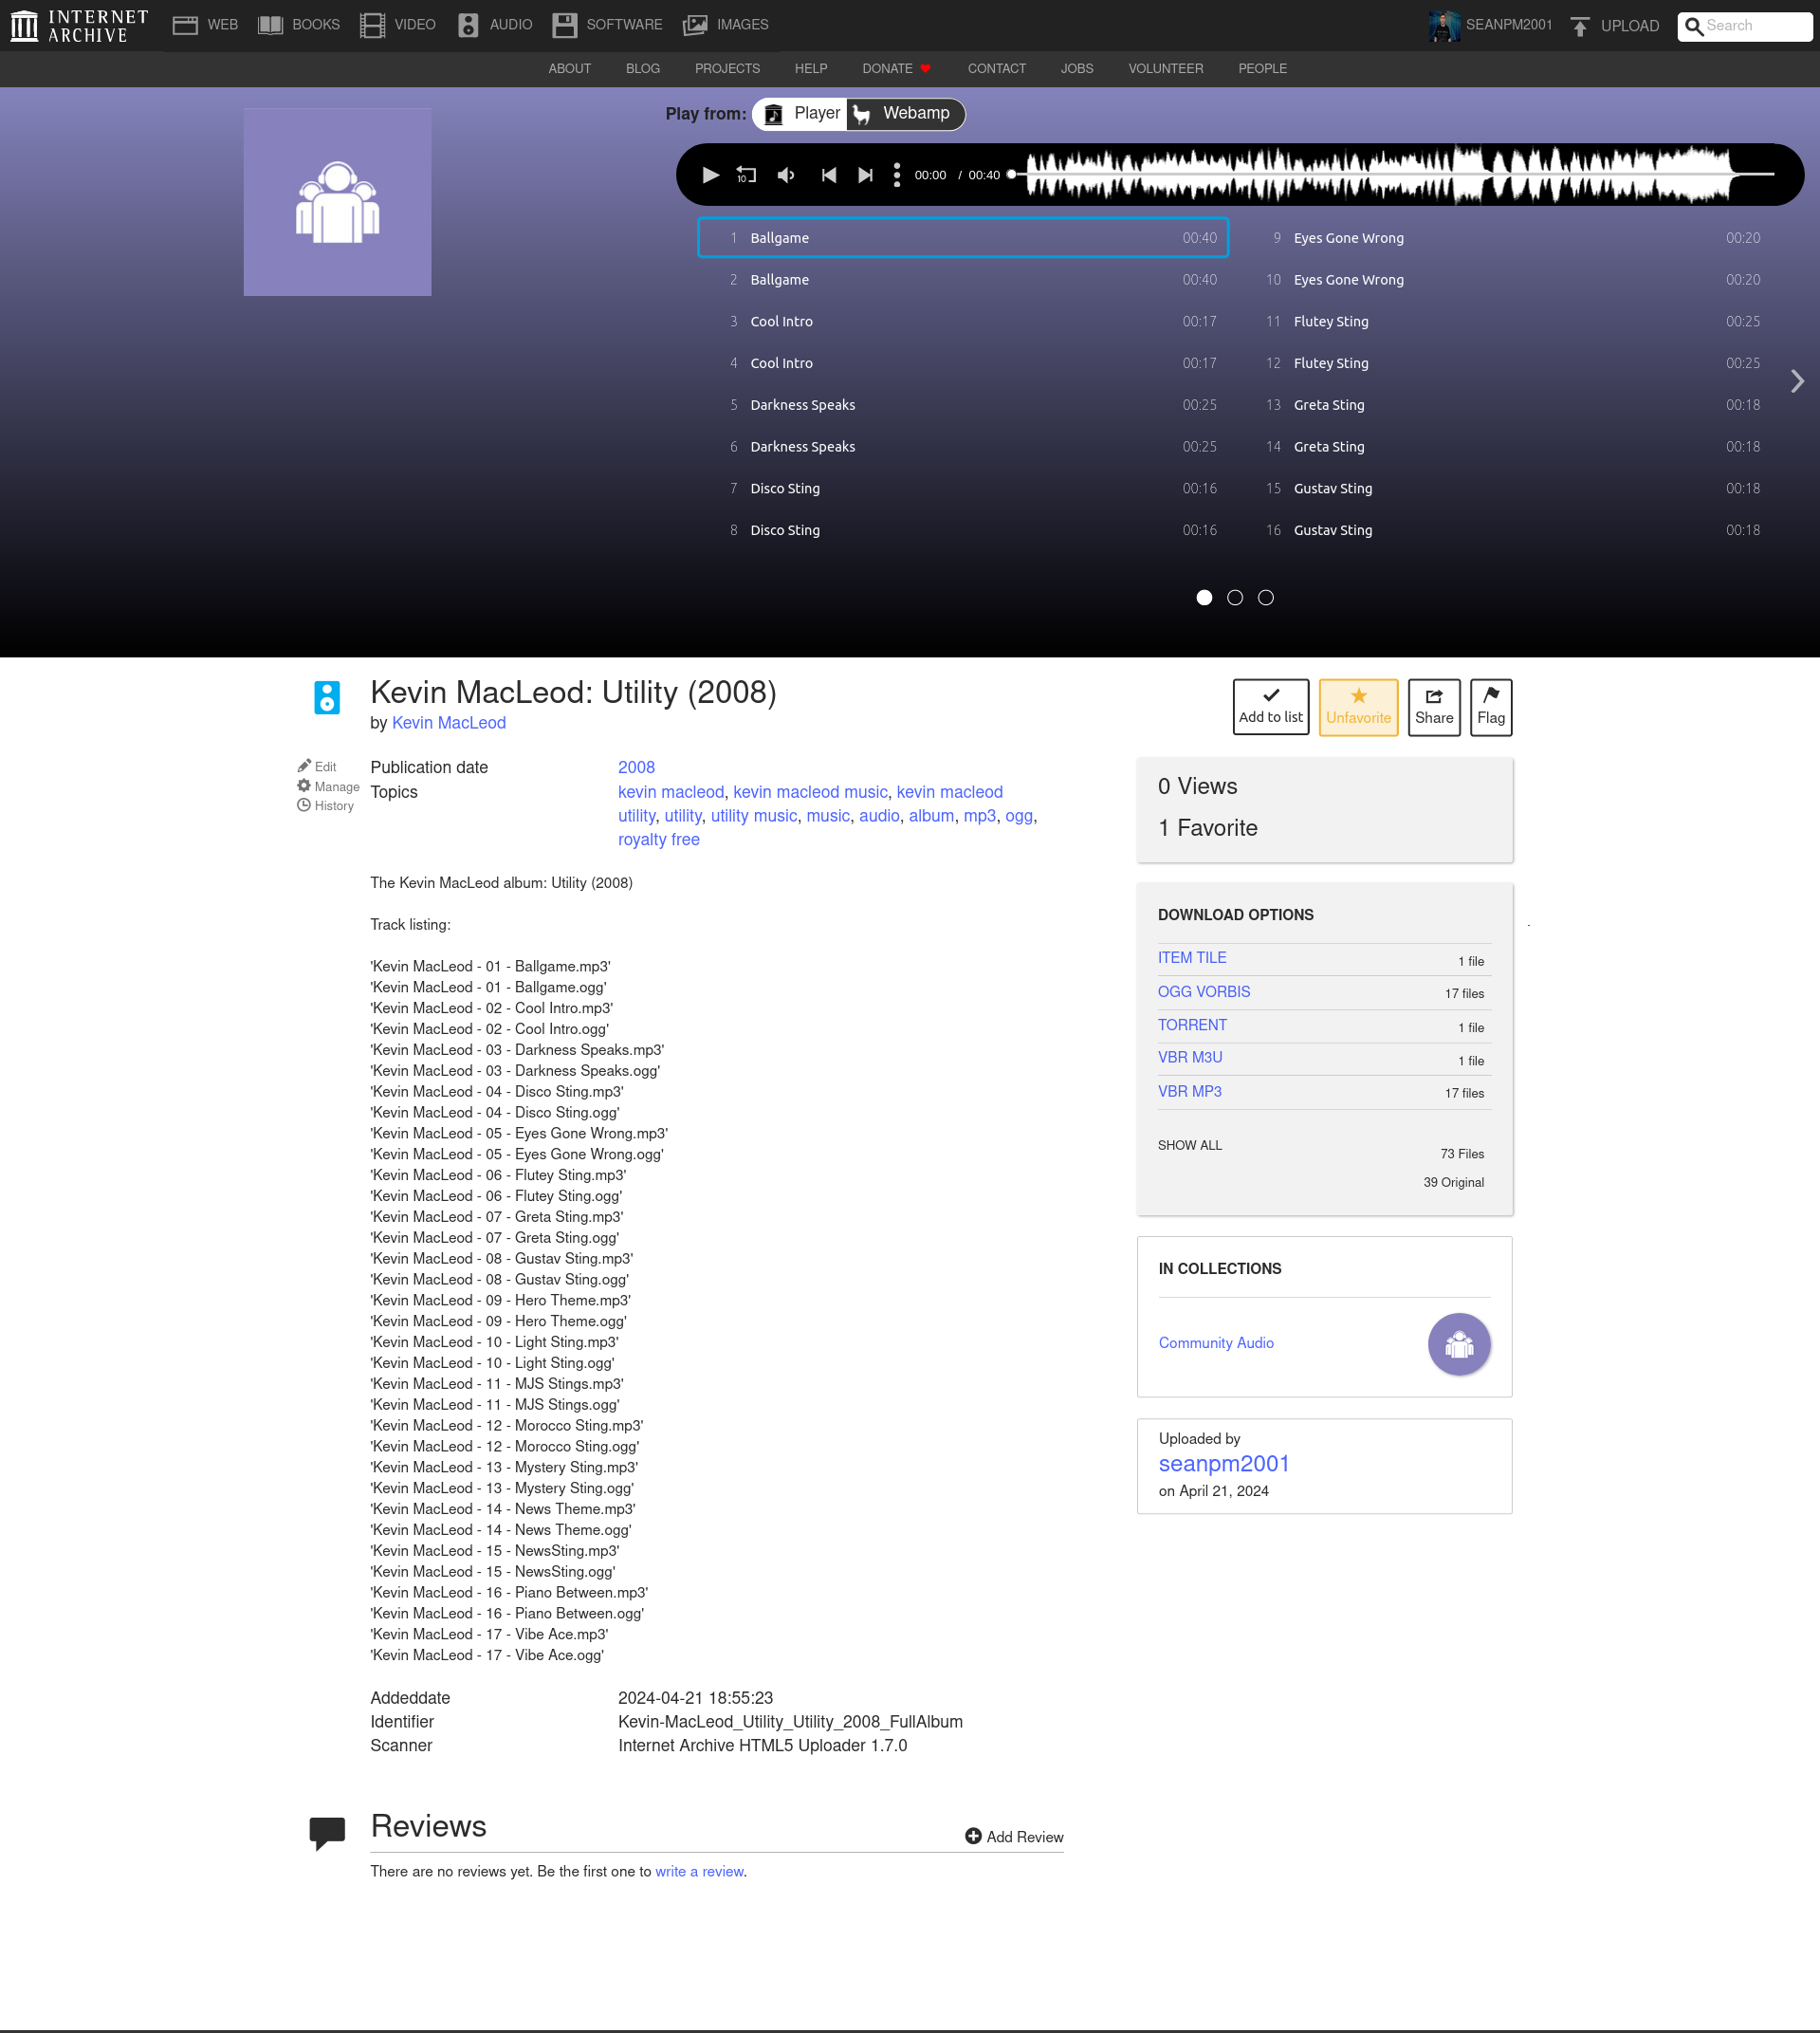 INTERNET ARCHIVE
WEB BOOKS VIDEO AUDIO SOFTWARE IMAGES SEANPM2001 UPLOAD Search
ABOUT BLOG PROJECTS HELP DONATE CONTACT JOBS VOLUNTEER PEOPLE
Play from: Player Webamp
10 00:00 / 00:40
1 Ballgame 00:40
2 Ballgame 00:40
3 Cool Intro 00:17
4 Cool Intro 00:17
5 Darkness Speaks 00:25
6 Darkness Speaks 00:25
7 Disco Sting 00:16
8 Disco Sting 00:16
9 Eyes Gone Wrong 00:20
10 Eyes Gone Wrong 00:20
11 Flutey Sting 00:25
12 Flutey Sting 00:25
13 Greta Sting 00:18
14 Greta Sting 00:18
15 Gustav Sting 00:18
16 Gustav Sting 00:18
Kevin MacLeod: Utility (2008)
by Kevin MacLeod
Edit
Manage
History
Publication date 2008
Topics kevin macleod, kevin macleod music, kevin macleod
utility, utility, utility music, music, audio, album, mp3, ogg,
royalty free
The Kevin MacLeod album: Utility (2008)
Track listing:
'Kevin MacLeod - 01 - Ballgame.mp3'
'Kevin MacLeod - 01 - Ballgame.ogg'
'Kevin MacLeod - 02 - Cool Intro.mp3'
'Kevin MacLeod - 02 - Cool Intro.ogg'
'Kevin MacLeod - 03 - Darkness Speaks.mp3'
'Kevin MacLeod - 03 - Darkness Speaks.ogg'
'Kevin MacLeod - 04 - Disco Sting.mp3'
'Kevin MacLeod - 04 - Disco Sting.ogg'
'Kevin MacLeod - 05 - Eyes Gone Wrong.mp3'
'Kevin MacLeod - 05 - Eyes Gone Wrong.ogg'
'Kevin MacLeod - 06 - Flutey Sting.mp3'
'Kevin MacLeod - 06 - Flutey Sting.ogg'
'Kevin MacLeod - 07 - Greta Sting.mp3'
'Kevin MacLeod - 07 - Greta Sting.ogg'
'Kevin MacLeod - 08 - Gustav Sting.mp3'
'Kevin MacLeod - 08 - Gustav Sting.ogg'
'Kevin MacLeod - 09 - Hero Theme.mp3'
'Kevin MacLeod - 09 - Hero Theme.ogg'
'Kevin MacLeod - 10 - Light Sting.mp3'
'Kevin MacLeod - 10 - Light Sting.ogg'
'Kevin MacLeod - 11 - MJS Stings.mp3'
'Kevin MacLeod - 11 - MJS Stings.ogg'
'Kevin MacLeod - 12 - Morocco Sting.mp3'
'Kevin MacLeod - 12 - Morocco Sting.ogg'
'Kevin MacLeod - 13 - Mystery Sting.mp3'
'Kevin MacLeod - 13 - Mystery Sting.ogg'
'Kevin MacLeod - 14 - News Theme.mp3'
'Kevin MacLeod - 14 - News Theme.ogg'
'Kevin MacLeod - 15 - NewsSting.mp3'
'Kevin MacLeod - 15 - NewsSting.ogg'
'Kevin MacLeod - 16 - Piano Between.mp3'
'Kevin MacLeod - 16 - Piano Between.ogg'
'Kevin MacLeod - 17 - Vibe Ace.mp3'
'Kevin MacLeod - 17 - Vibe Ace.ogg'
Addeddate 2024-04-21 18:55:23
Identifier Kevin-MacLeod_Utility_Utility_2008_FullAlbum
Scanner Internet Archive HTML5 Uploader 1.7.0
Add to list Unfavorite Share Flag
0 Views
1 Favorite
DOWNLOAD OPTIONS
ITEM TILE 1 file
OGG VORBIS 17 files
TORRENT 1 file
VBR M3U 1 file
VBR MP3 17 files
SHOW ALL 73 Files
39 Original
IN COLLECTIONS
Community Audio
Uploaded by
seanpm2001
on April 21, 2024
Reviews Add Review
There are no reviews yet. Be the first one to write a review.